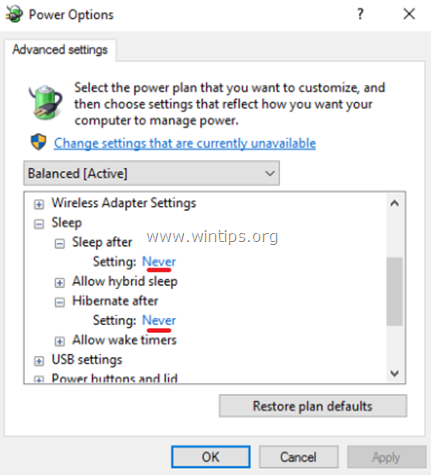 Power Options
Advanced settings
Select the power plan that you want to customize, and
then choose settings that reflect how you want your
computer to manage power.
Change settings that are currently unavailable
Balanced [Active]
Wireless Adapter Settings
Sleep
Sleep after
www.wintips.org
Setting: Never
Allow hybrid sleep
Hibernate after
Setting: Never
Allow wake timers
USB settings
Power buttons and lid
Restore plan defaults
OK Cancel Apply